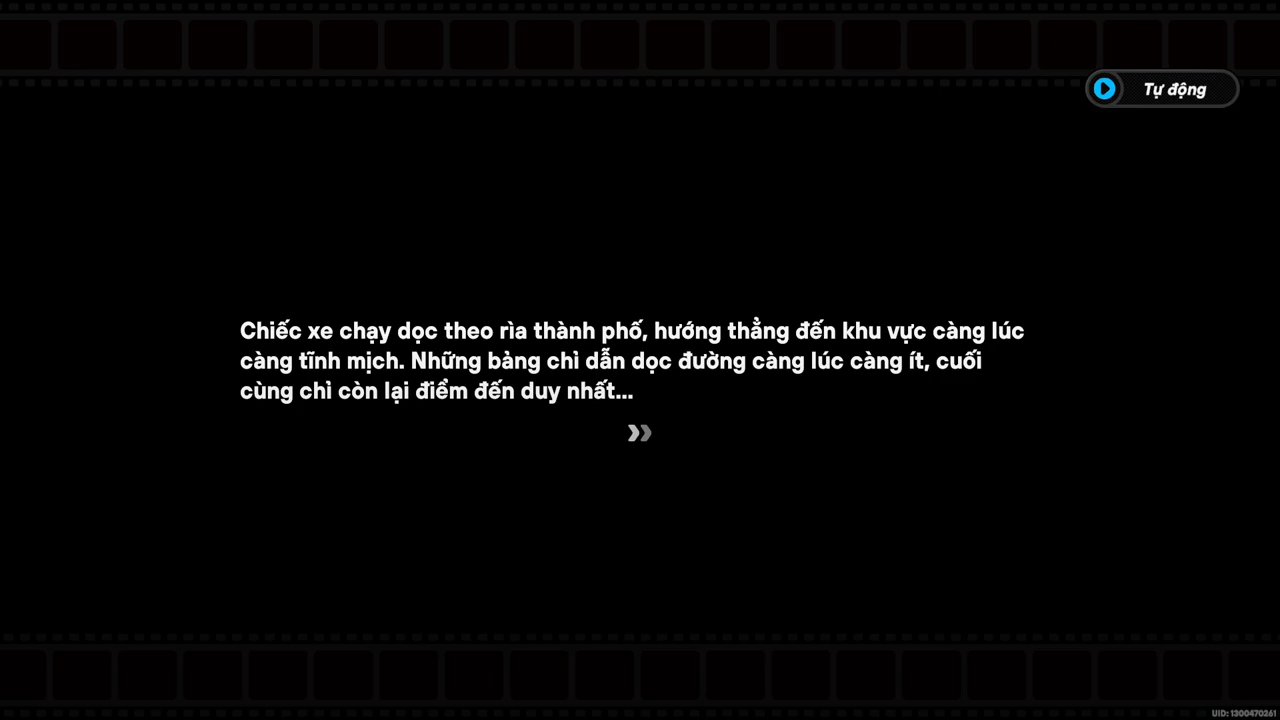 Tự động
Chiếc xe chạy dọc theo rìa thành phố, hướng thẳng đến khu vực càng lúc
càng tĩnh mịch. Những bảng chỉ dẫn dọc đường càng lúc càng ít, cuối
cùng chỉ còn lại điểm đến duy nhất...
UID: 1300470261